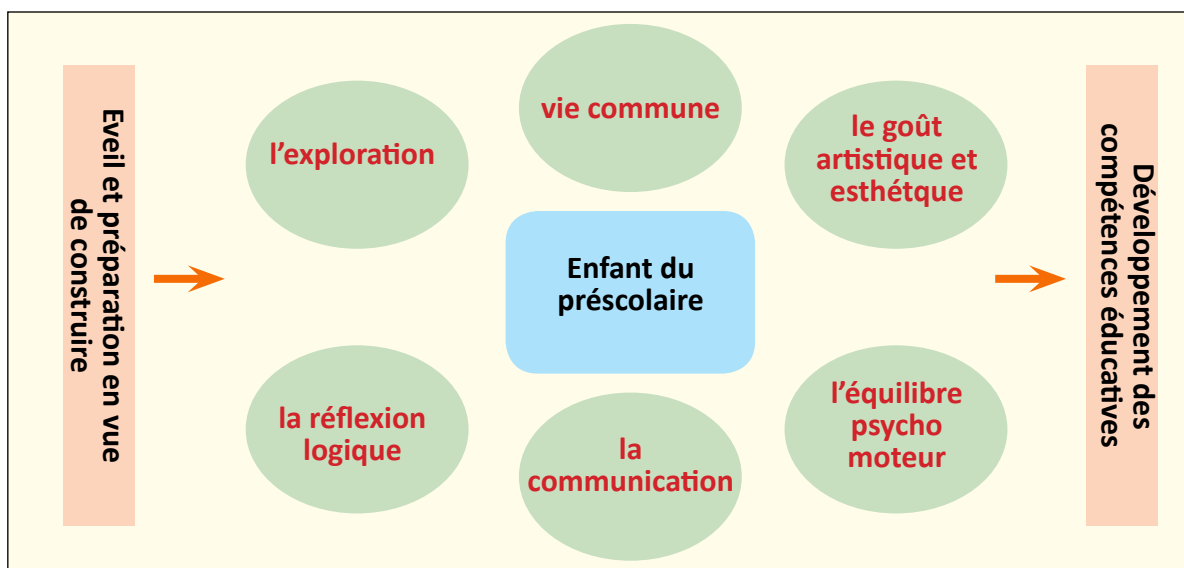 Eveil et préparation en vue
de construire
l'exploration
vie commune
le goût
artistique et
esthétque
Enfant du
préscolaire
la réflexion
logique
la
communication
l'équilibre
psycho
moteur
Développement des
compétences éducatives